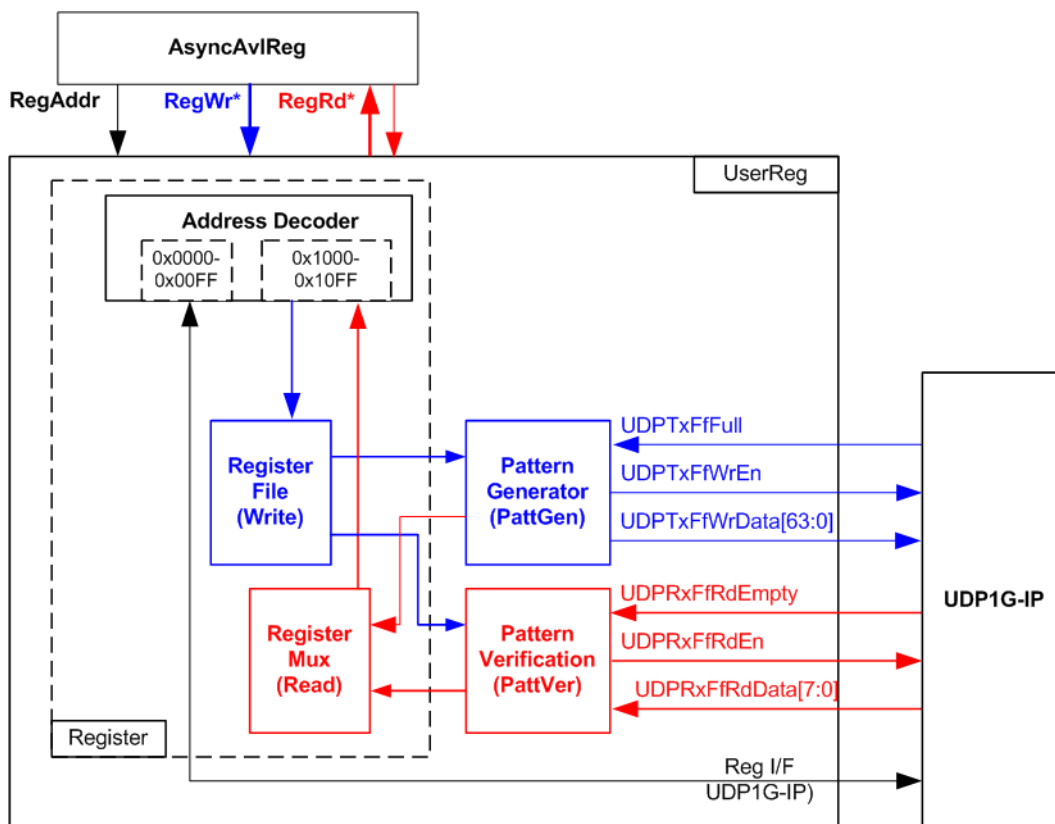 AsyncAvlReg
RegAddr
RegWr*
RegRd*
UserReg
Address Decoder
0x0000-
0x00FF
0x1000-
0x10FF
Register
File
(Write)
Pattern
Generator
(PattGen)
UDPTxFfFull
UDPTxFfWrEn
UDPTxFfWrData[63:0]
Register
Mux
(Read)
Pattern
Verification
(PattVer)
UDPRxFfRdEmpty
UDPRxFfRdEn
UDPRxFfRdData[7:0]
UDP1G-IP
Register
Reg I/F
UDP1G-IP)